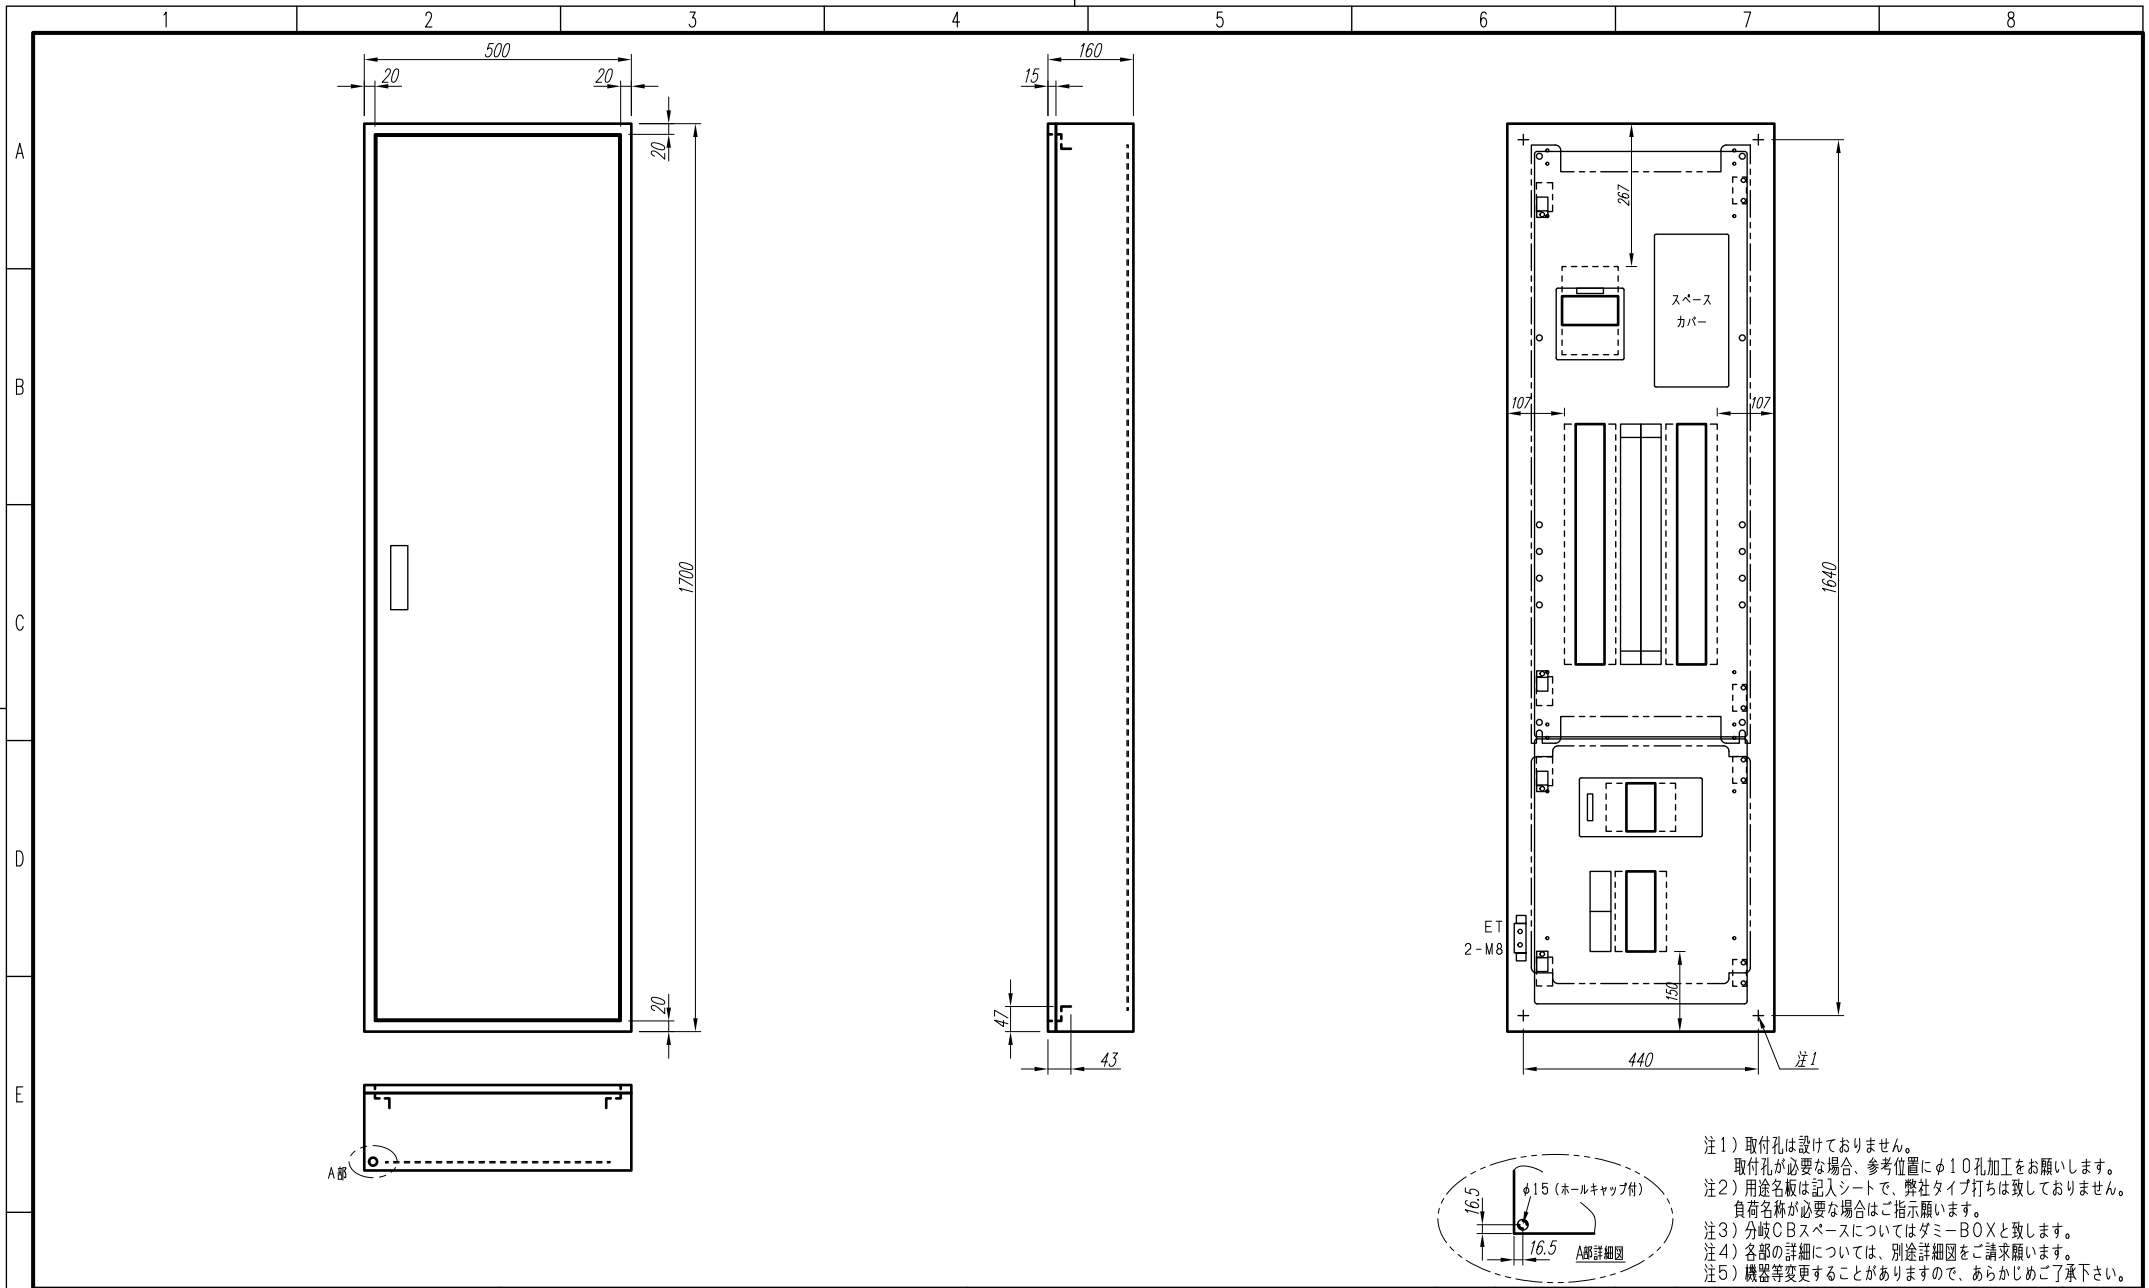 1 2 3 4 5 6 7 8
A
B
C
D
E
500
20
20
20
1700
20
160
15
47
43
267
スペース
カバー
107
107
1640
ET
2-M8
150
440
注1
A部
φ15(ホールキャップ付)
16.5
16.5
A部詳細図
注1)取付孔は設けておりません。
取付孔が必要な場合、参考位置にφ10孔加工をお願いします。
注2)用途名板は記入シートで、弊社タイプ打ちは致しておりません。
負荷名称が必要な場合はご指示願います。
注3)分岐CBスペースについてはダミーBOXと致します。
注4)各部の詳細については、別途詳細図をご請求願います。
注5)機器等変更することがありますので、あらかじめご了承下さい。